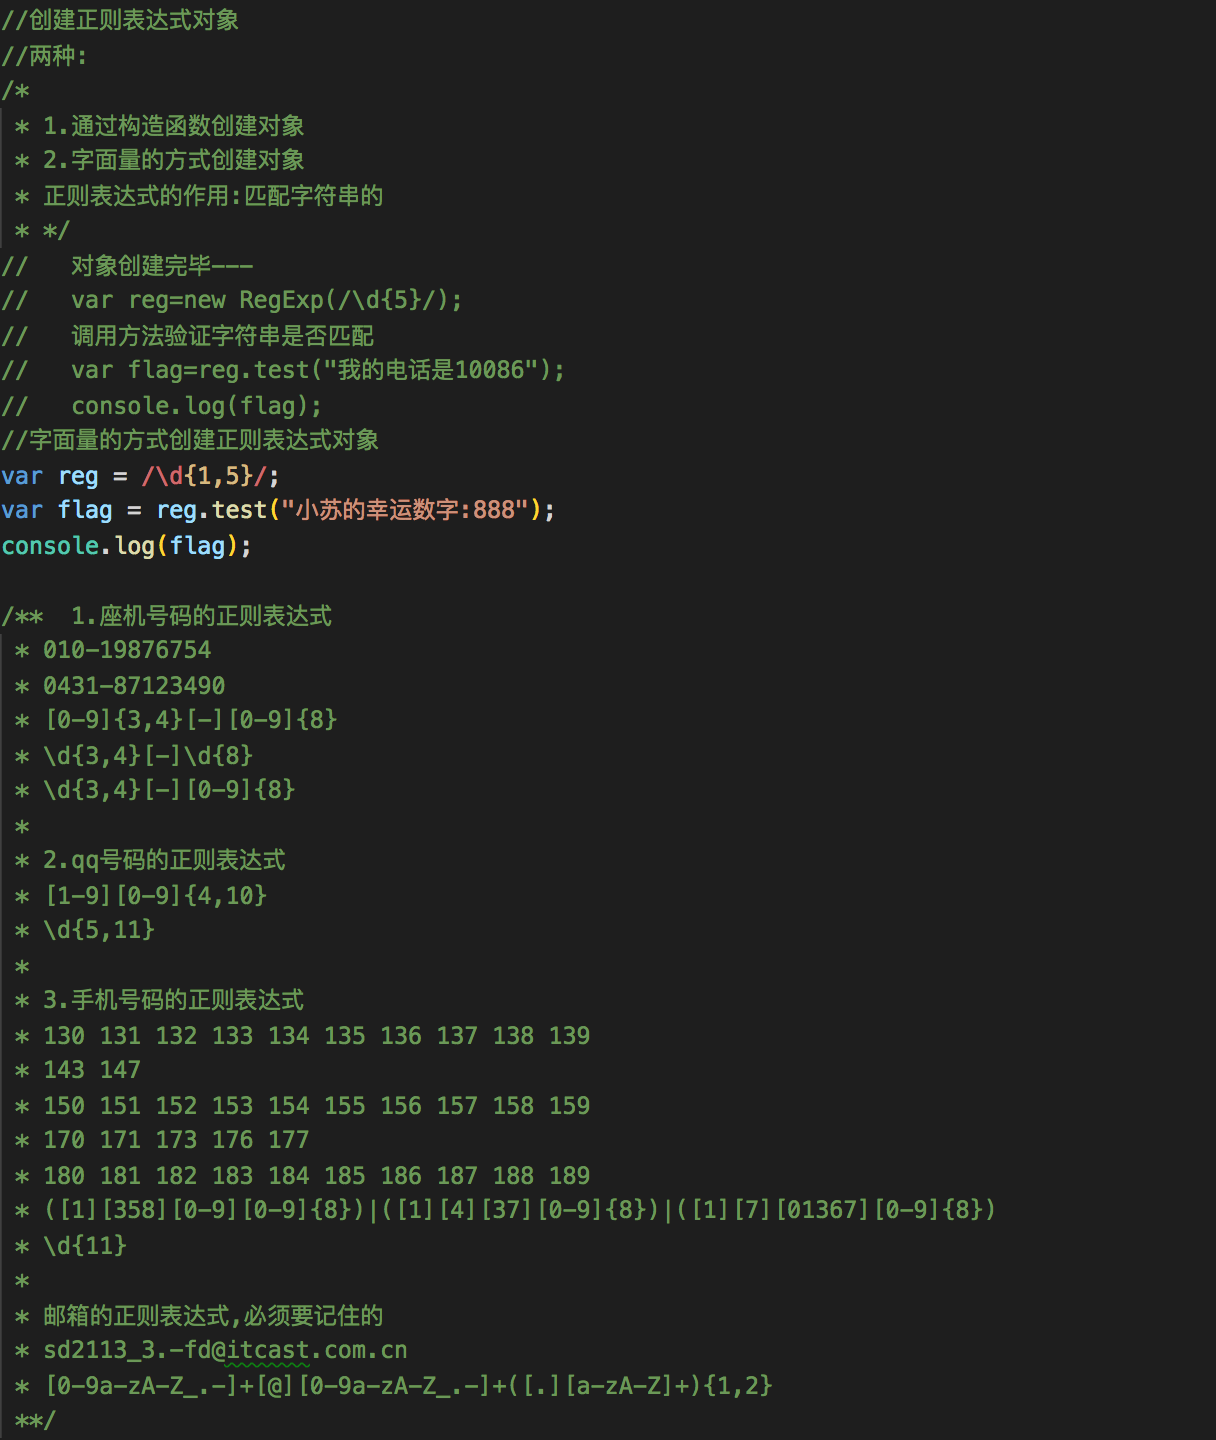 //创建正则表达式对象
//两种:
/*
* 1.通过构造函数创建对象
* 2.字面量的方式创建对象
* 正则表达式的作用:匹配字符串的
* */
//   对象创建完毕---
//   var reg=new RegExp(/\d{5}/);
//   调用方法验证字符串是否匹配
//   var flag=reg.test("我的电话是10086");
//   console.log(flag);
//字面量的方式创建正则表达式对象
var reg = /\d{1,5}/;
var flag = reg.test("小苏的幸运数字:888");
console.log(flag);
/**  1.座机号码的正则表达式
* 010-19876754
* 0431-87123490
* [0-9]{3,4}[-][0-9]{8}
* \d{3,4}[-]\d{8}
* \d{3,4}[-][0-9]{8}
*
* 2.qq号码的正则表达式
* [1-9][0-9]{4,10}
* \d{5,11}
*
* 3.手机号码的正则表达式
* 130 131 132 133 134 135 136 137 138 139
* 143 147
* 150 151 152 153 154 155 156 157 158 159
* 170 171 173 176 177
* 180 181 182 183 184 185 186 187 188 189
* ([1][358][0-9][0-9]{8})|([1][4][37][0-9]{8})|([1][7][01367][0-9]{8})
* \d{11}
*
* 邮箱的正则表达式,必须要记住的
* sd2113_3.-fd@itcast.com.cn
* [0-9a-zA-Z_.-]+[@][0-9a-zA-Z_.-]+([.][a-zA-Z]+){1,2}
**/